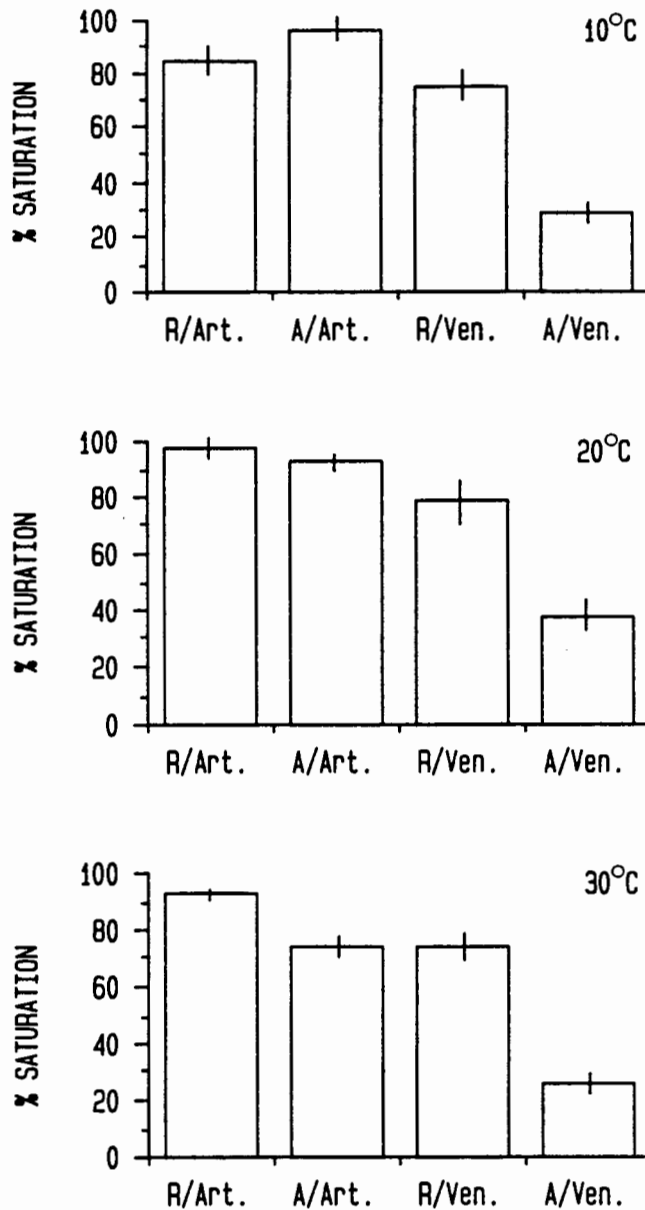 100
80
60
40
20
0
% SATURATION
10°C
R/Art. A/Art. R/Ven. A/Ven.
100
80
60
40
20
0
% SATURATION
20°C
R/Art. A/Art. R/Ven. A/Ven.
100
80
60
40
20
0
% SATURATION
30°C
R/Art. A/Art. R/Ven. A/Ven.